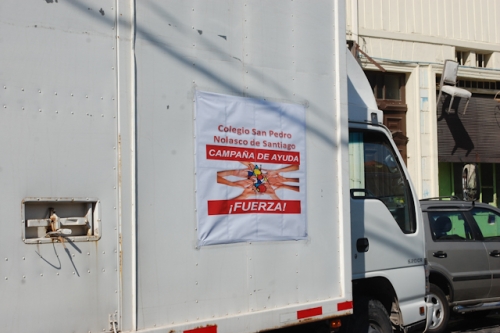 Colegio San Pedro
Nolasco de Santiago
CAMPAÑA DE AYUDA
¡FUERZA!